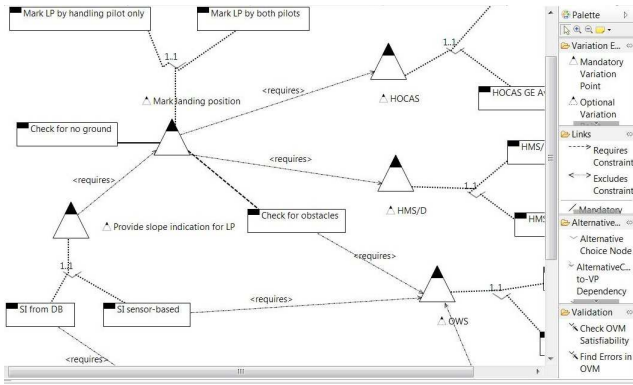 Mark LP by handling pilot only
Mark LP by both pilots
1..1
1..1
Mark landing position
<requires>
HOCAS
HOCAS GE A
Check for no ground
<requires>
HMS/
<requires>
1..1
HMS/D
HMS
Provide slope indication for LP
Check for obstacles
<requires>
1..1
1..1
SI from DB
SI sensor-based
<requires>
OWS
<requires>
Palette
Variation E...
Mandatory
Variation
Point
Optional
Variation
Links
Requires
Constraint
Excludes
Constraint
Mandatory
Alternative...
Alternative
Choice Node
AlternativeC...
to-VP
Dependency
Validation
Check OVM
Satisfiability
Find Errors in
OVM